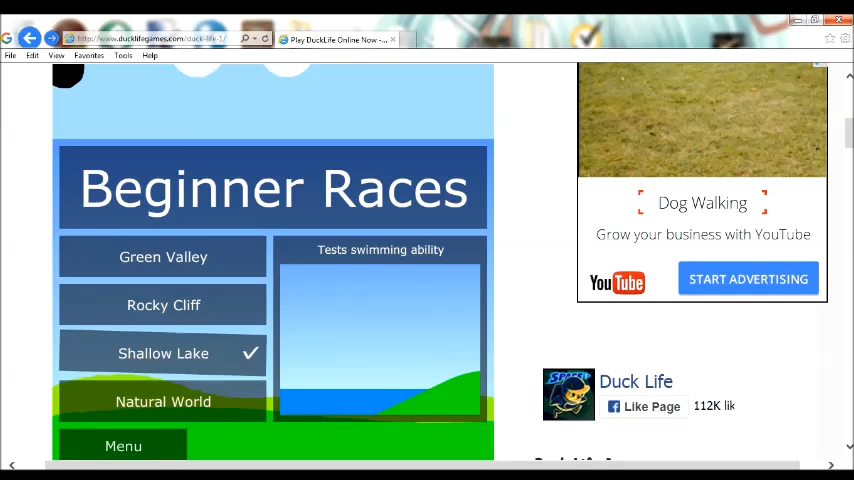 http://www.ducklifegames.com/duck-life-1/
Play DuckLife Online Now -...
File Edit View Favorites Tools Help
Beginner Races
Green Valley
Rocky Cliff
Shallow Lake
Natural World
Menu
Tests swimming ability
Dog Walking
Grow your business with YouTube
YouTube
START ADVERTISING
Duck Life
Like Page
112K lik